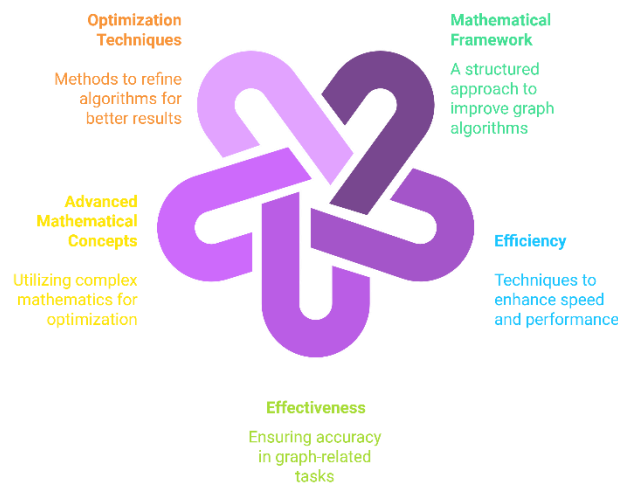 Optimization
Techniques
Methods to refine
algorithms for
better results
Mathematical
Framework
A structured
approach to
improve graph
algorithms
Advanced
Mathematical
Concepts
Utilizing complex
mathematics for
optimization
Efficiency
Techniques to
enhance speed
and performance
Effectiveness
Ensuring accuracy
in graph-related
tasks